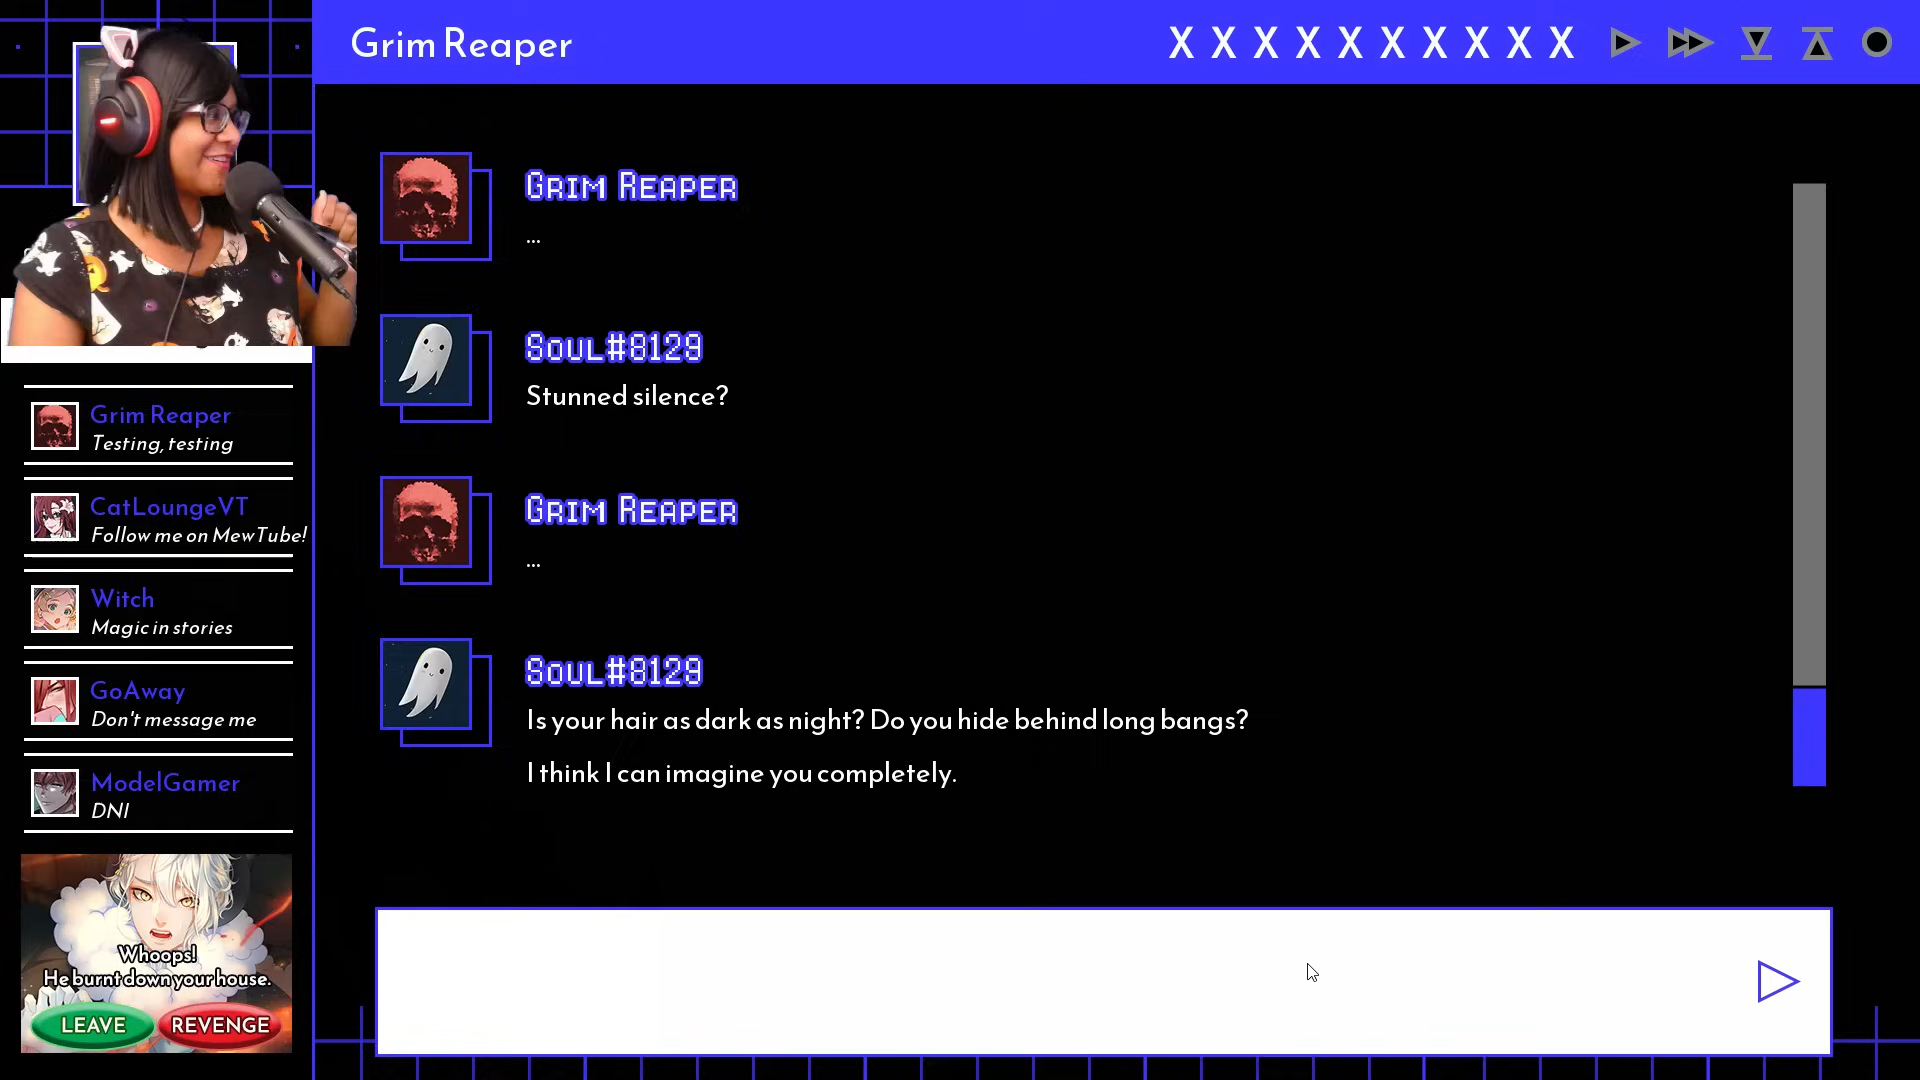 Grim Reaper
X X X X X X X X X X
Grim Reaper
...
Soul#8129
Stunned silence?
Grim Reaper
...
Soul#8129
Is your hair as dark as night? Do you hide behind long bangs?
I think I can imagine you completely.
Grim Reaper
Testing, testing
CatLoungeVT
Follow me on MewTube!
Witch
Magic in stories
GoAway
Don't message me
ModelGamer
DNI
Whoops!
He burnt down your house.
LEAVE
REVENGE